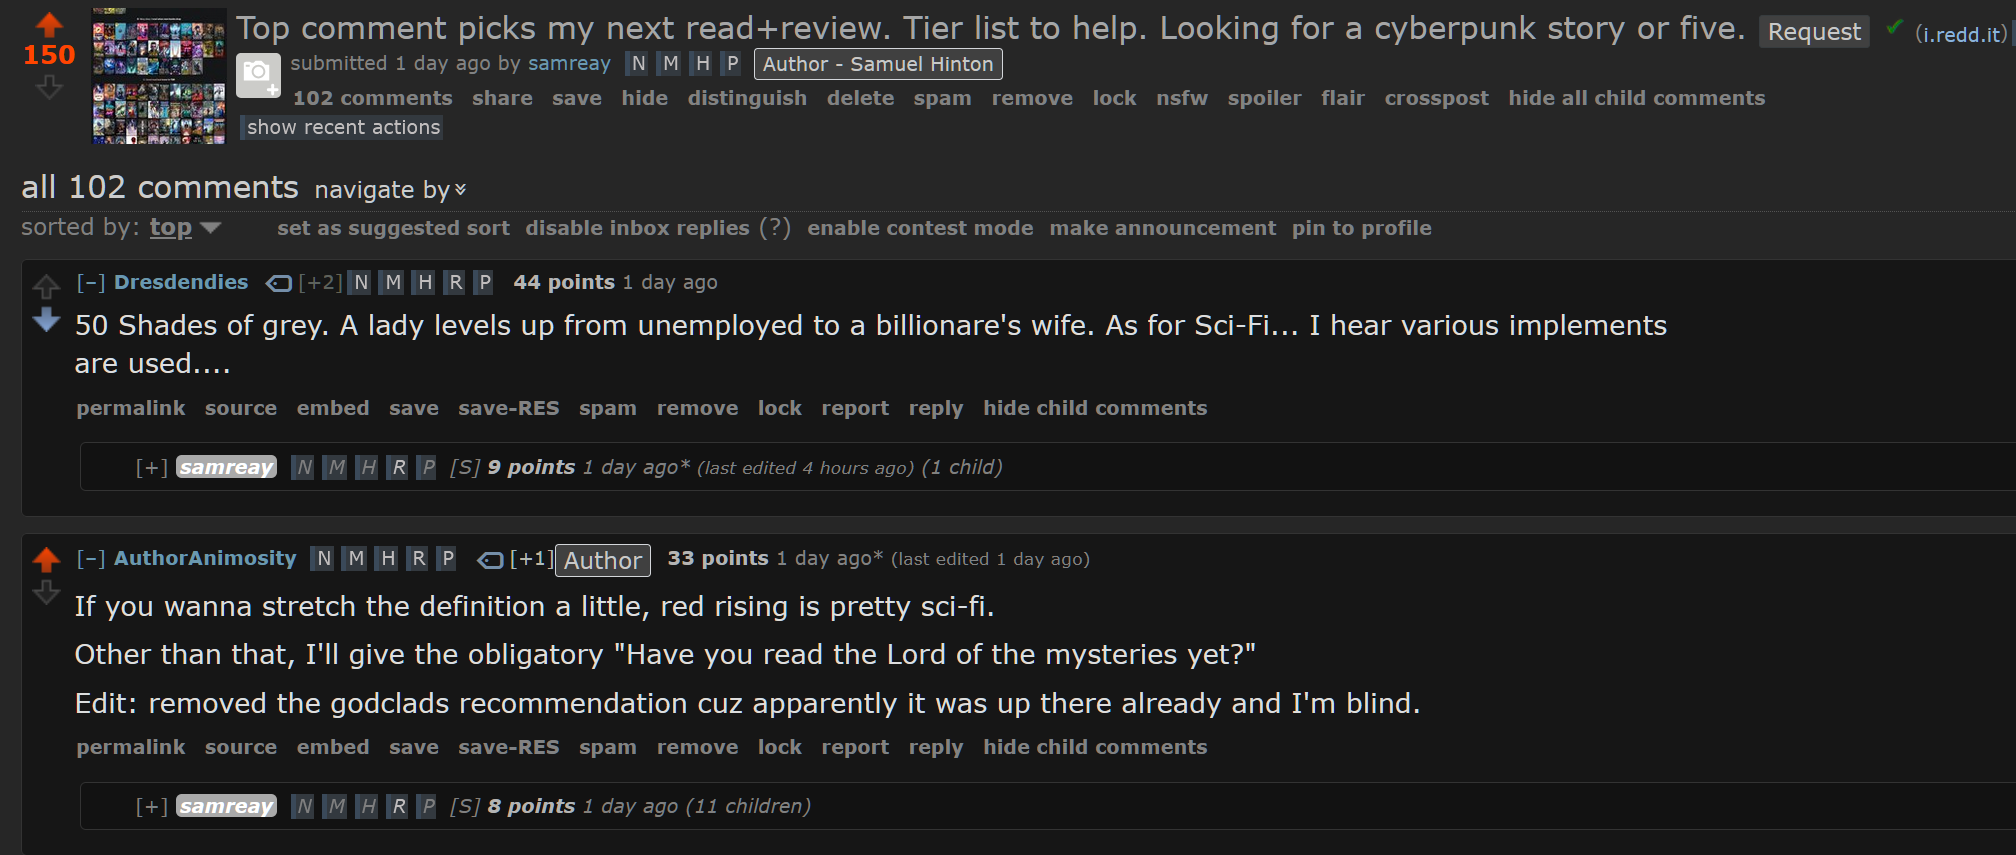 Top comment picks my next read+review. Tier list to help. Looking for a cyberpunk story or five. Request (i.redd.it)
150
submitted 1 day ago by samreay N M H P Author - Samuel Hinton
102 comments share save hide distinguish delete spam remove lock nsfw spoiler flair crosspost hide all child comments
show recent actions
all 102 comments navigate by
sorted by: top set as suggested sort disable inbox replies (?) enable contest mode make announcement pin to profile
[–] Dresdendies [+2] N M H R P 44 points 1 day ago
50 Shades of grey. A lady levels up from unemployed to a billionare's wife. As for Sci-Fi... I hear various implements
are used....
permalink source embed save save-RES spam remove lock report reply hide child comments
[+] samreay N M H R P [S] 9 points 1 day ago* (last edited 4 hours ago) (1 child)
[–] AuthorAnimosity N M H R P [+1] Author 33 points 1 day ago* (last edited 1 day ago)
If you wanna stretch the definition a little, red rising is pretty sci-fi.
Other than that, I'll give the obligatory "Have you read the Lord of the mysteries yet?"
Edit: removed the godclads recommendation cuz apparently it was up there already and I'm blind.
permalink source embed save save-RES spam remove lock report reply hide child comments
[+] samreay N M H R P [S] 8 points 1 day ago (11 children)